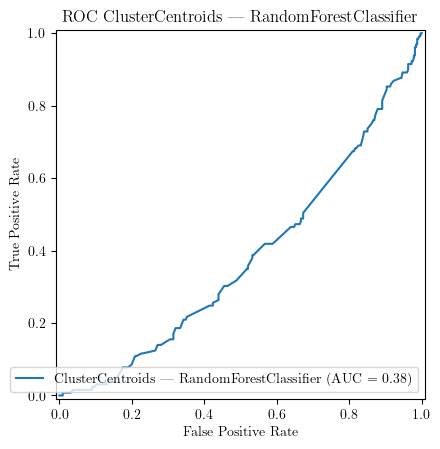 ROC ClusterCentroids — RandomForestClassifier
True Positive Rate
1.0
0.8
0.6
0.4
0.2
0.0
ClusterCentroids — RandomForestClassifier (AUC = 0.38)
0.0 0.2 0.4 0.6 0.8 1.0
False Positive Rate